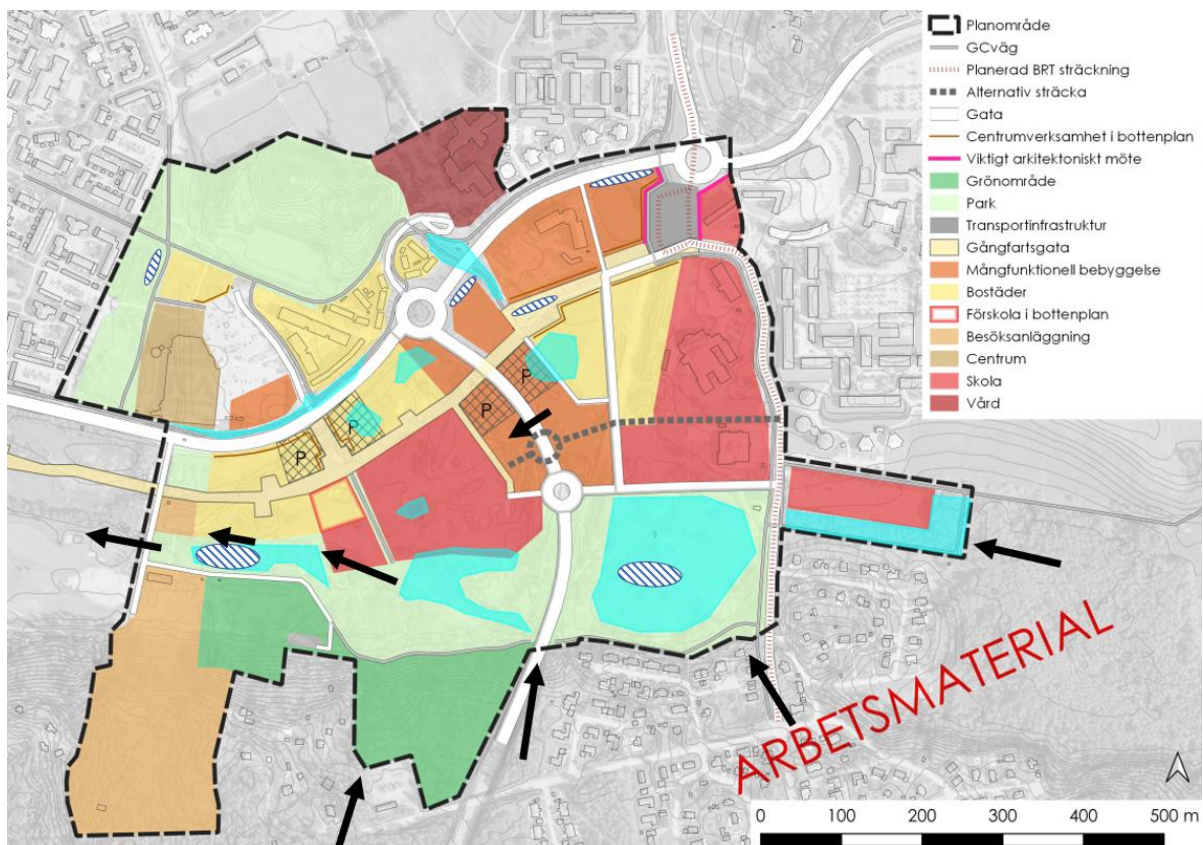 Planområde
GCväg
Planerad BRT sträckning
Alternativ sträcka
Gata
Centrumverksamhet i bottenplan
Viktigt arkitektoniskt möte
Grönområde
Park
Transportinfrastruktur
Gångfartsgata
Mångfunktionell bebyggelse
Bostäder
Förskola i bottenplan
Besöksanläggning
Centrum
Skola
Vård
P
P
P
P
ARBETSMATERIAL
0 100 200 300 400 500 m